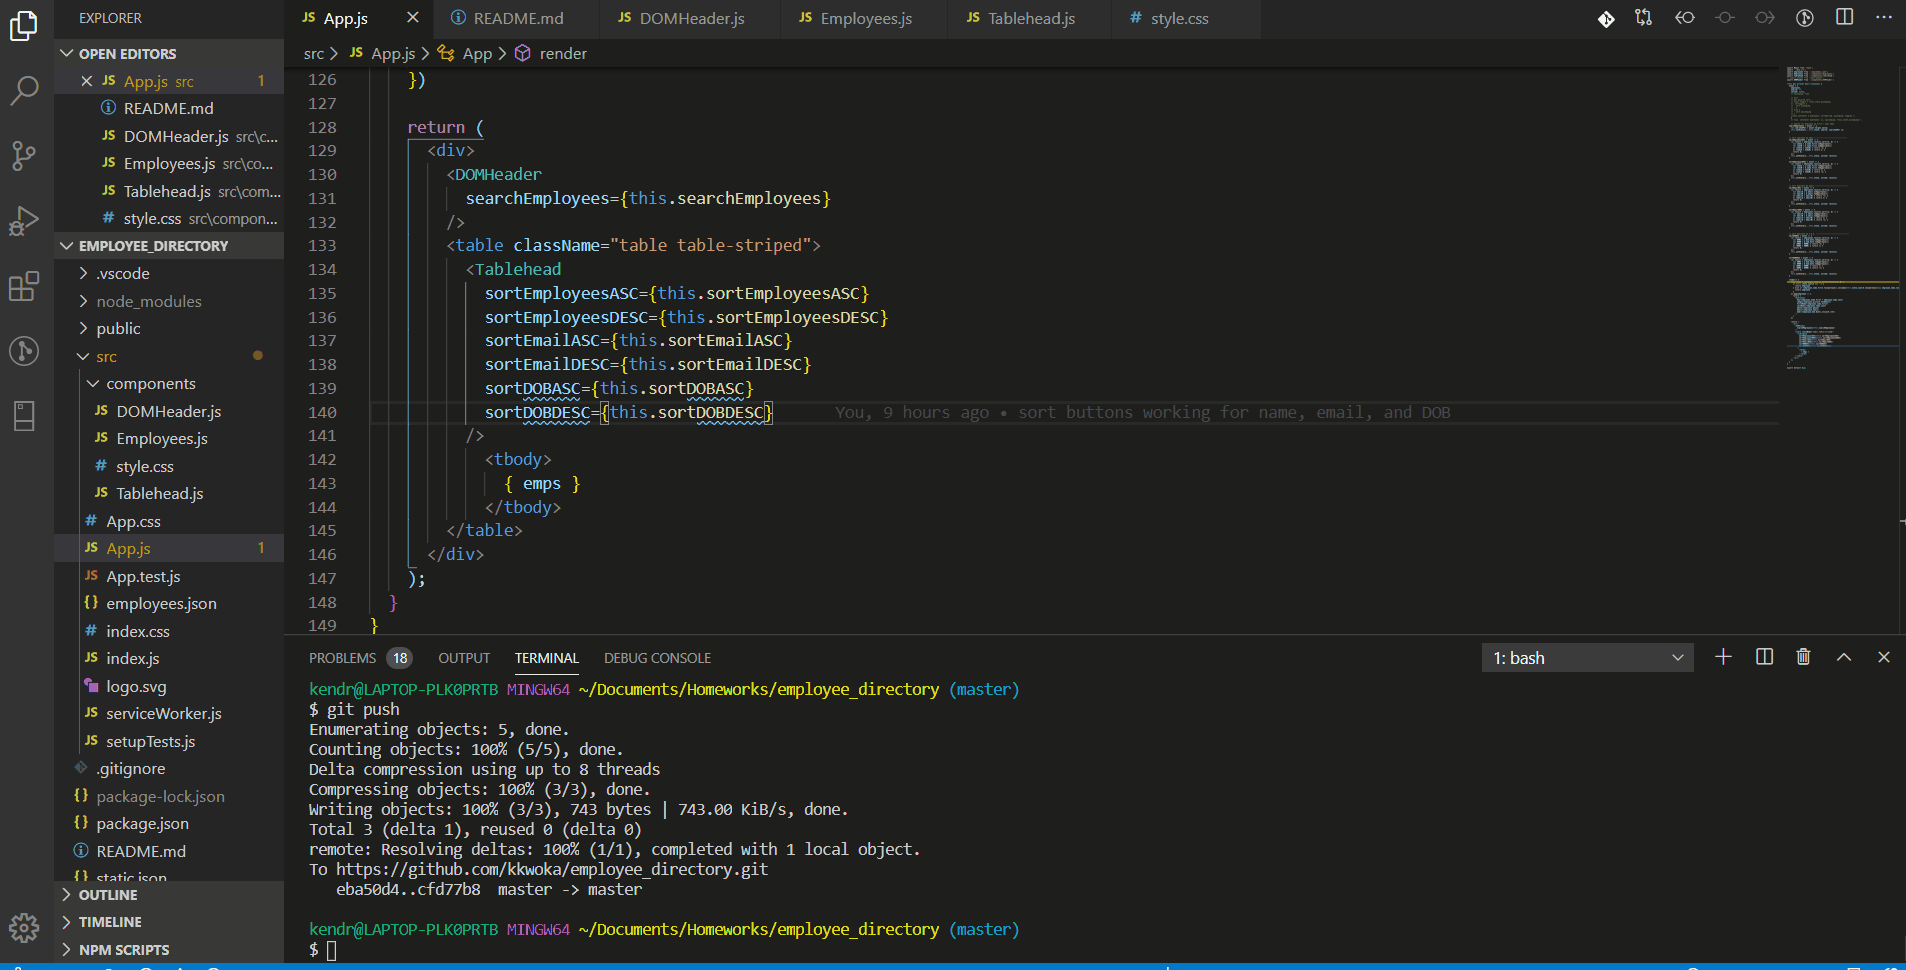 EXPLORER
OPEN EDITORS
JS App.js src 1
README.md
JS DOMHeader.js src\c...
JS Employees.js src\co...
JS Tablehead.js src\com...
# style.css src\compon...
EMPLOYEE_DIRECTORY
.vscode
node_modules
public
src
components
JS DOMHeader.js
JS Employees.js
# style.css
JS Tablehead.js
# App.css
JS App.js 1
JS App.test.js
{} employees.json
# index.css
JS index.js
logo.svg
JS serviceWorker.js
JS setupTests.js
.gitignore
{} package-lock.json
{} package.json
README.md
{} static.json
OUTLINE
TIMELINE
NPM SCRIPTS
JS App.js README.md JS DOMHeader.js JS Employees.js JS Tablehead.js # style.css
src > JS App.js > App > render
126 })
127
128 return (
129 <div>
130 <DOMHeader
131 searchEmployees={this.searchEmployees}
132 />
133 <table className="table table-striped">
134 <Tablehead
135 sortEmployeesASC={this.sortEmployeesASC}
136 sortEmployeesDESC={this.sortEmployeesDESC}
137 sortEmailASC={this.sortEmailASC}
138 sortEmailDESC={this.sortEmailDESC}
139 sortDOBASC={this.sortDOBASC}
140 sortDOBDESC={this.sortDOBDESC} You, 9 hours ago • sort buttons working for name, email, and DOB
141 />
142 <tbody>
143 { emps }
144 </tbody>
145 </table>
146 </div>
147 );
148 }
149 }
PROBLEMS 18 OUTPUT TERMINAL DEBUG CONSOLE 1: bash
kendr@LAPTOP-PLK0PRTB MINGW64 ~/Documents/Homeworks/employee_directory (master)
$ git push
Enumerating objects: 5, done.
Counting objects: 100% (5/5), done.
Delta compression using up to 8 threads
Compressing objects: 100% (3/3), done.
Writing objects: 100% (3/3), 743 bytes | 743.00 KiB/s, done.
Total 3 (delta 1), reused 0 (delta 0)
remote: Resolving deltas: 100% (1/1), completed with 1 local object.
To https://github.com/kkwoka/employee_directory.git
eba50d4..cfd77b8 master -> master
kendr@LAPTOP-PLK0PRTB MINGW64 ~/Documents/Homeworks/employee_directory (master)
$